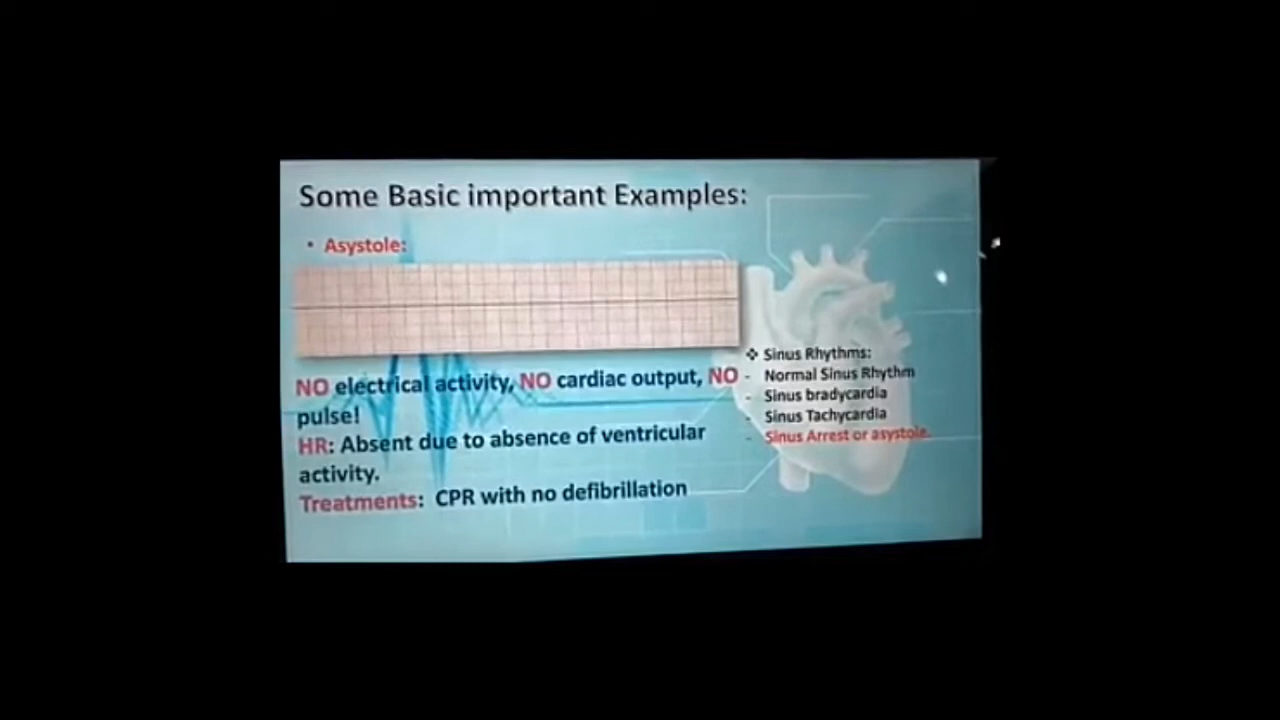 Some Basic important Examples:
• Asystole:
NO electrical activity, NO cardiac output, NO
pulse!
HR: Absent due to absence of ventricular
activity.
Treatments: CPR with no defibrillation
❖ Sinus Rhythms:
- Normal Sinus Rhythm
- Sinus bradycardia
- Sinus Tachycardia
- Sinus Arrest or asystole.